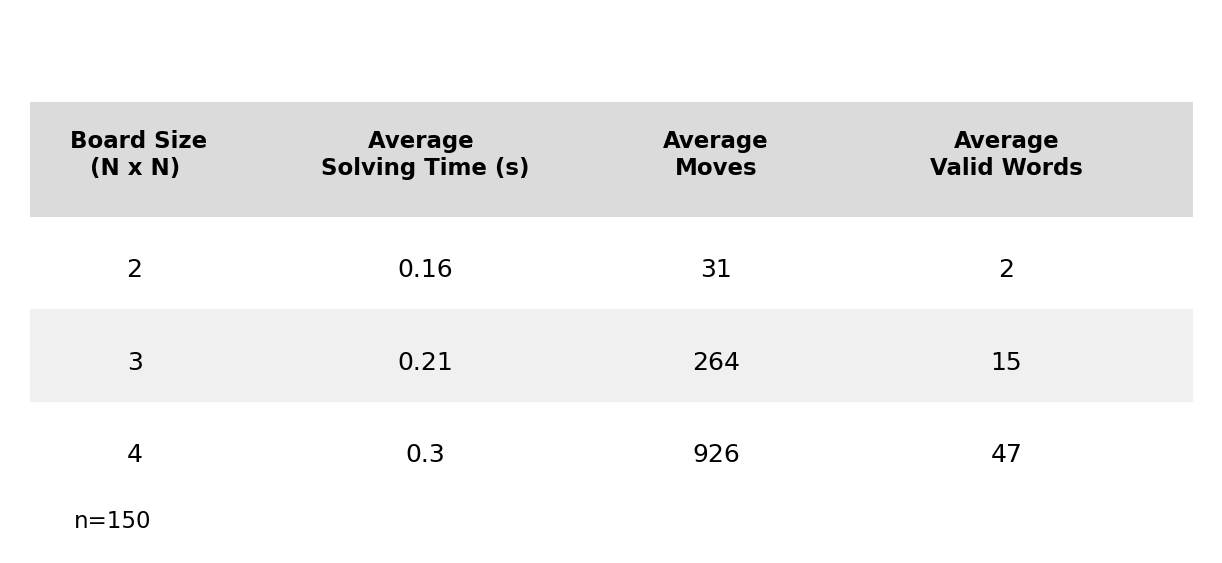 Board Size (N x N) Average Solving Time (s) Average Moves Average Valid Words
2 0.16 31 2
3 0.21 264 15
4 0.3 926 47
n=150